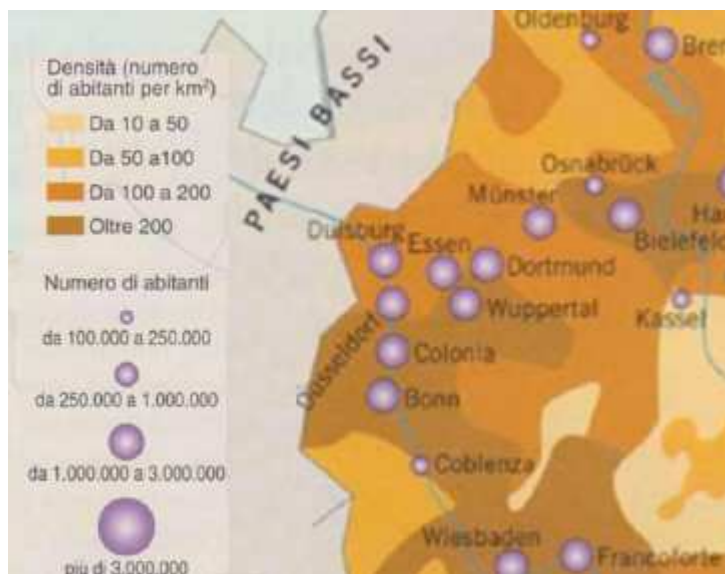 Densità (numero
di abitanti per km²)
Da 10 a 50
Da 50 a100
Da 100 a 200
Oltre 200
Numero di abitanti
da 100.000 a 250.000
da 250.000 a 1.000.000
da 1.000.000 a 3.000.000
più di 3.000.000
PAESI BASSI
Oldenburg
Brem
Osnabrück
Münster
Ha
Bielefeld
Duisburg
Essen
Dortmund
Wuppertal
Kassel
Düsseldorf
Colonia
Bonn
Coblenza
Wiesbaden
Francoforte